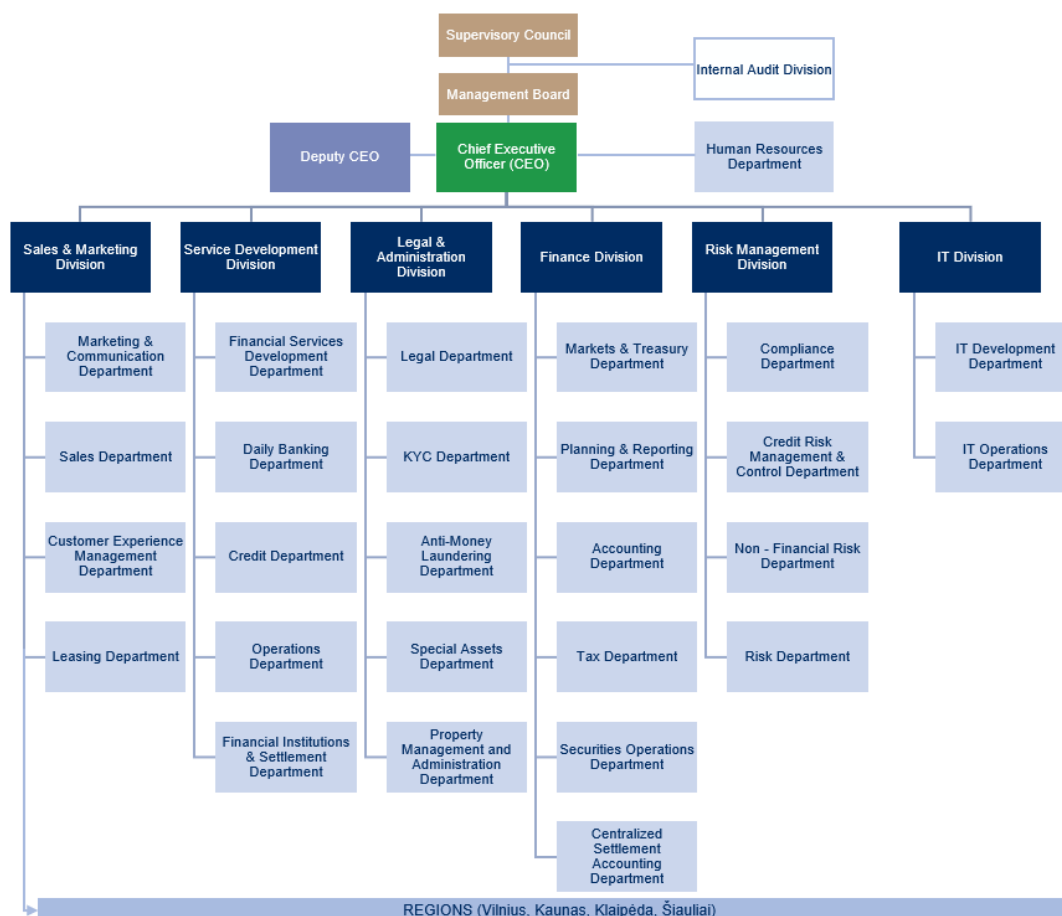 Supervisory Council
Internal Audit Division
Management Board
Deputy CEO
Chief Executive
Officer (CEO)
Human Resources
Department
Sales & Marketing
Division
Service Development
Division
Legal &
Administration
Division
Finance Division
Risk Management
Division
IT Division
Marketing &
Communication
Department
Financial Services
Development
Department
Legal Department
Markets & Treasury
Department
Compliance
Department
IT Development
Department
Sales Department
Daily Banking
Department
KYC Department
Planning & Reporting
Department
Credit Risk
Management &
Control Department
IT Operations
Department
Customer Experience
Management
Department
Credit Department
Anti-Money
Laundering
Department
Accounting
Department
Non - Financial Risk
Department
Leasing Department
Operations
Department
Special Assets
Department
Tax Department
Risk Department
Financial Institutions
& Settlement
Department
Property
Management and
Administration
Department
Securities Operations
Department
Centralized
Settlement
Accounting
Department
REGIONS (Vilnius, Kaunas, Klaipėda, Šiauliai)